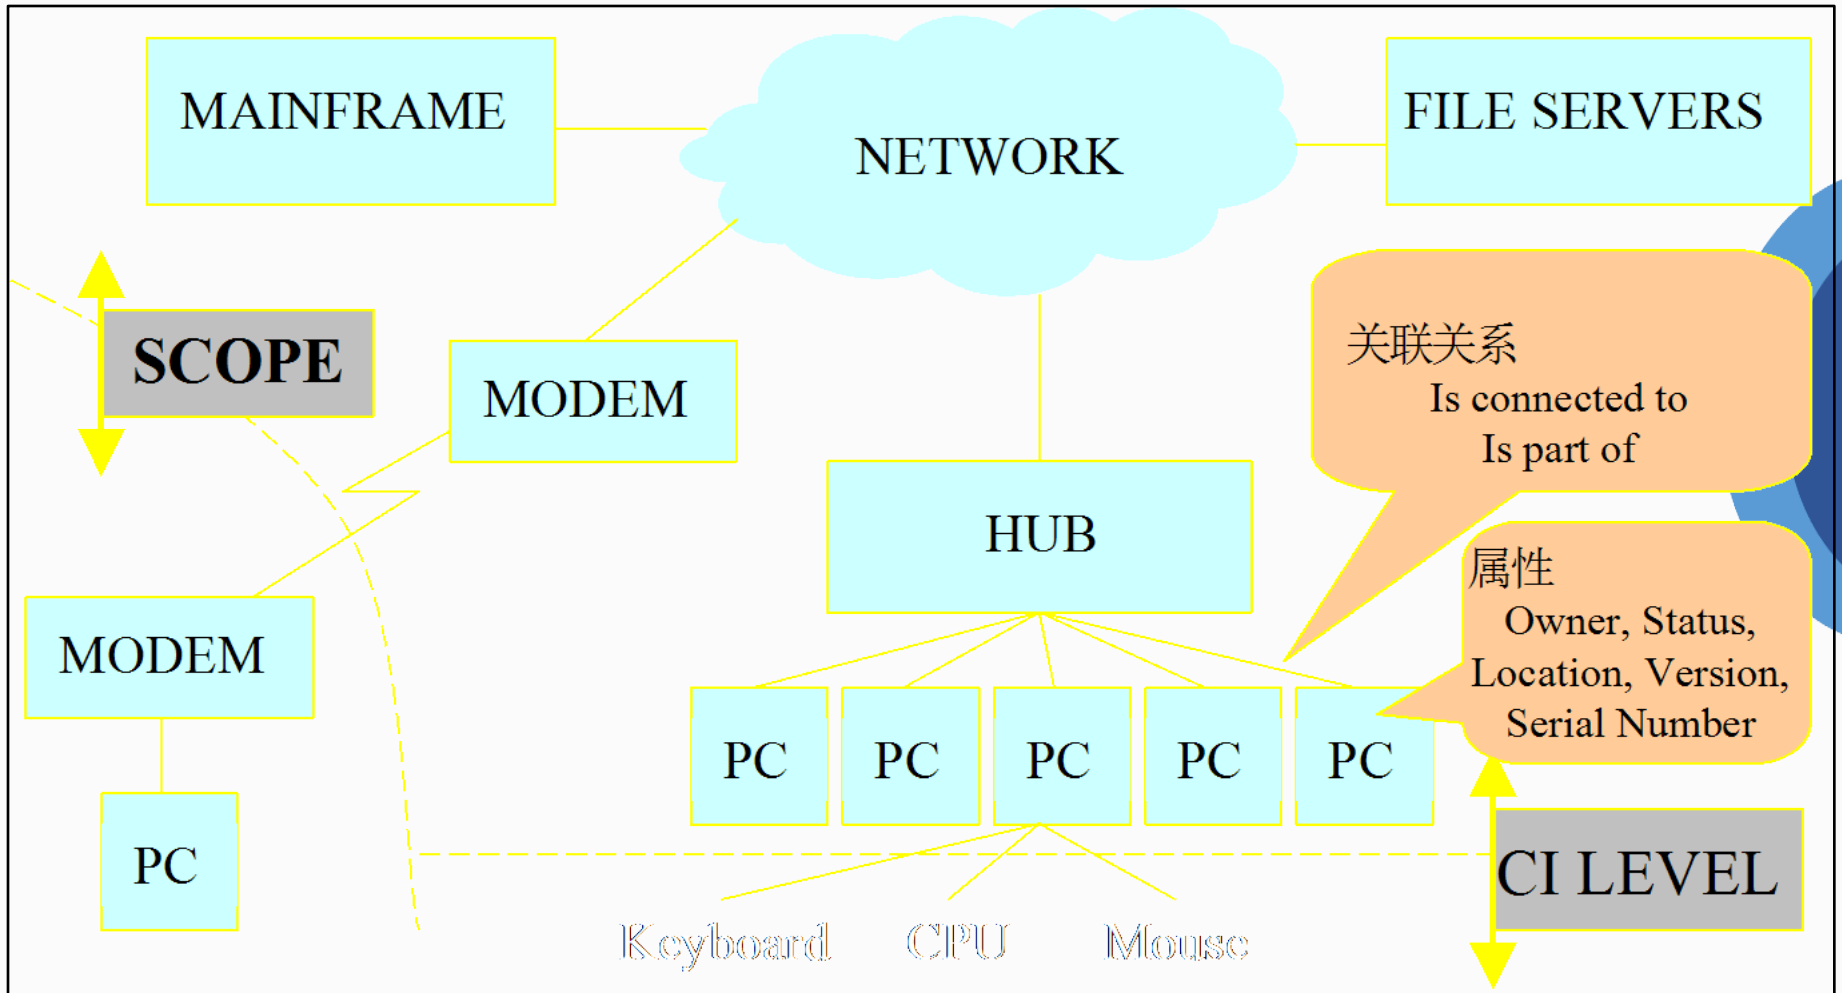 MAINFRAME
NETWORK
FILE SERVERS
SCOPE
MODEM
关联关系
Is connected to
Is part of
HUB
属性
Owner, Status,
Location, Version,
Serial Number
MODEM
PC
PC
PC
PC
PC
PC
CI LEVEL
Keyboard
CPU
Mouse